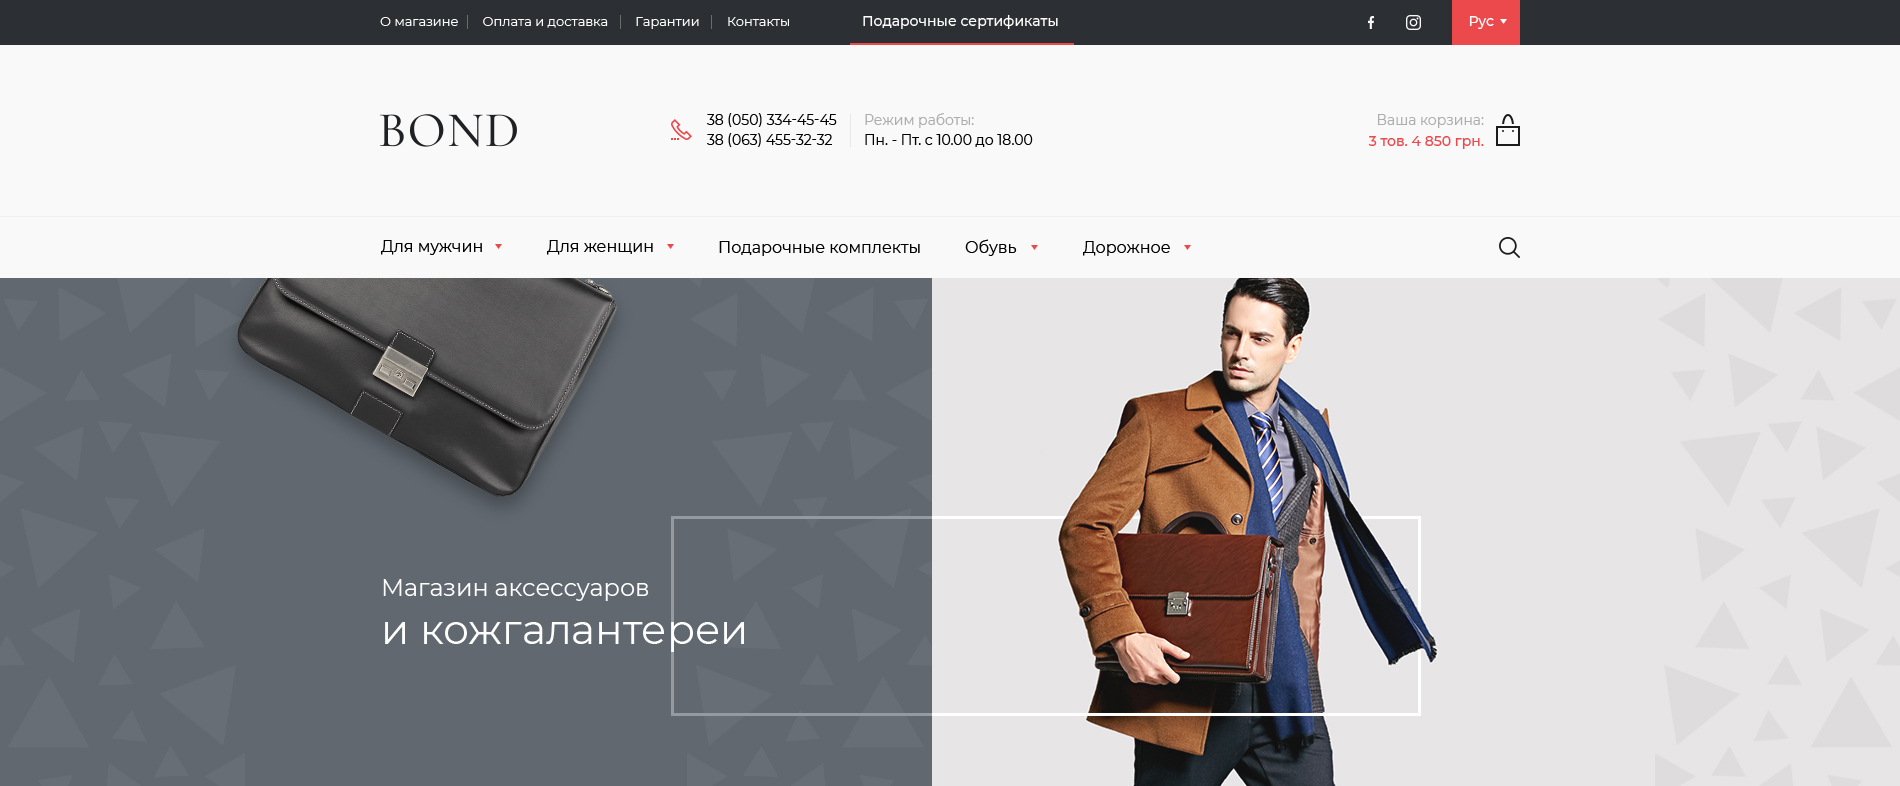 О магазине
Оплата и доставка
Гарантии
Контакты
Подарочные сертификаты
Рус
BOND
38 (050) 334-45-45
38 (063) 455-32-32
Режим работы:
Пн. - Пт. с 10.00 до 18.00
Ваша корзина:
3 тов. 4 850 грн.
Для мужчин
Для женщин
Подарочные комплекты
Обувь
Дорожное
Магазин аксессуаров
и кожгалантереи